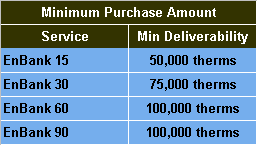 Minimum Purchase Amount
Service Min Deliverability
EnBank 15 50,000 therms
EnBank 30 75,000 therms
EnBank 60 100,000 therms
EnBank 90 100,000 therms